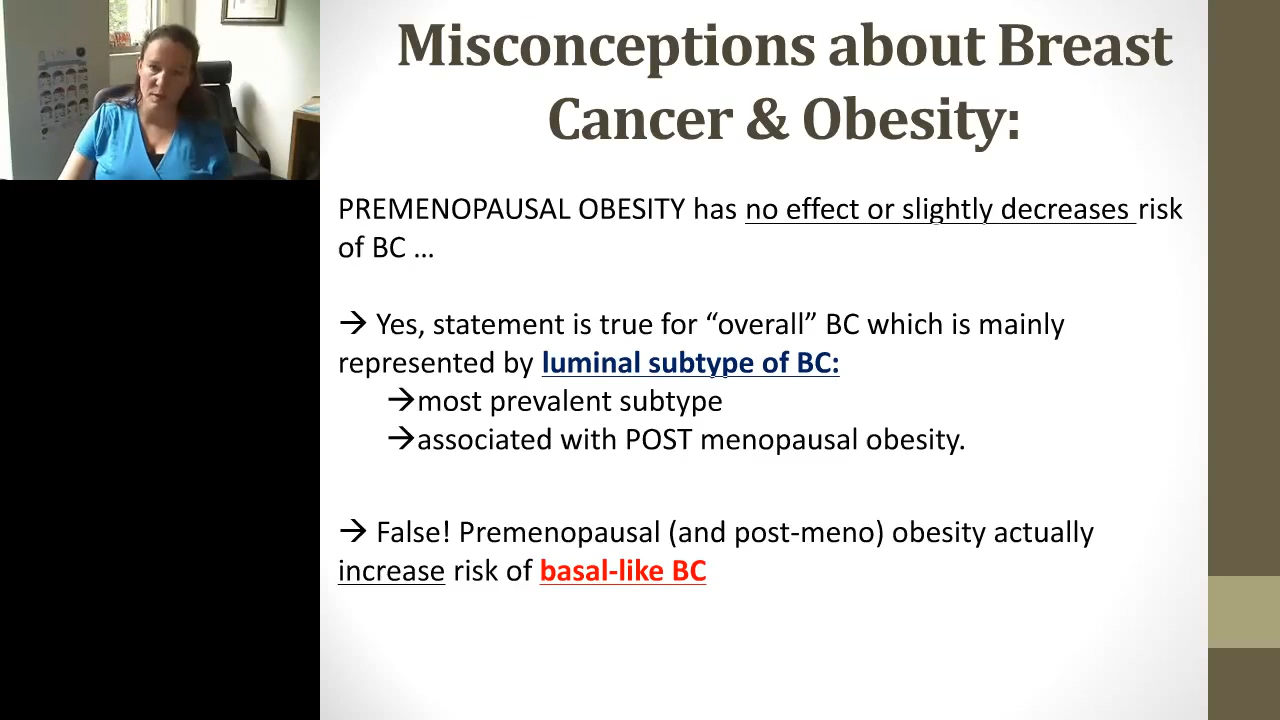 Misconceptions about Breast
Cancer & Obesity:
PREMENOPAUSAL OBESITY has no effect or slightly decreases risk
of BC …
→ Yes, statement is true for “overall” BC which is mainly
represented by luminal subtype of BC:
→most prevalent subtype
→associated with POST menopausal obesity.
→ False! Premenopausal (and post-meno) obesity actually
increase risk of basal-like BC